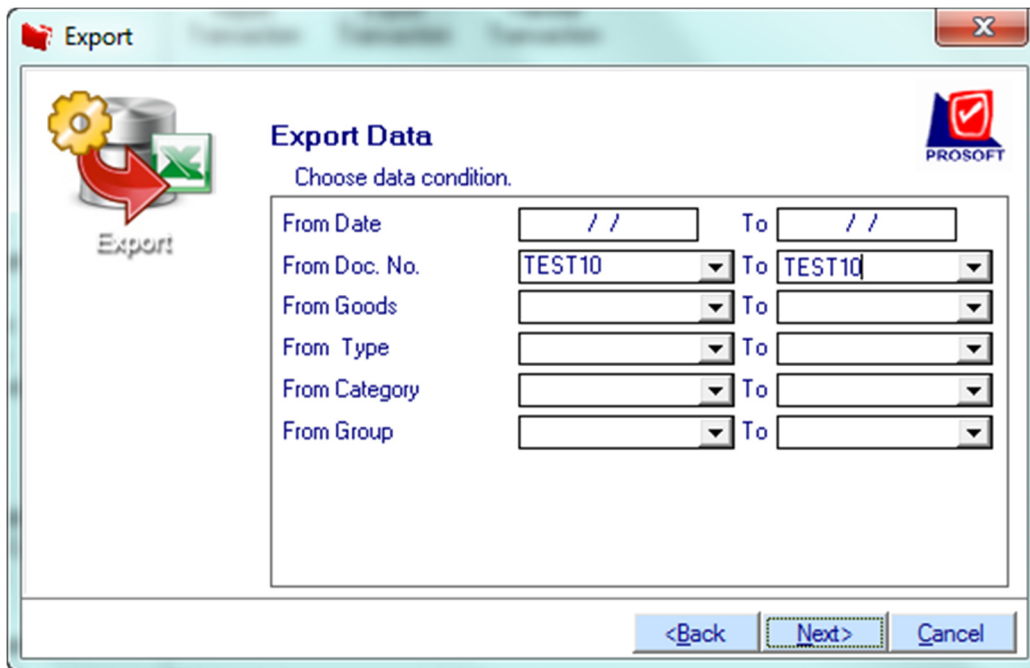 Export
Export Data
PROSOFT
Choose data condition.
Export
From Date / / To / /
From Doc. No. TEST10 To TEST10
From Goods To
From Type To
From Category To
From Group To
<Back Next> Cancel